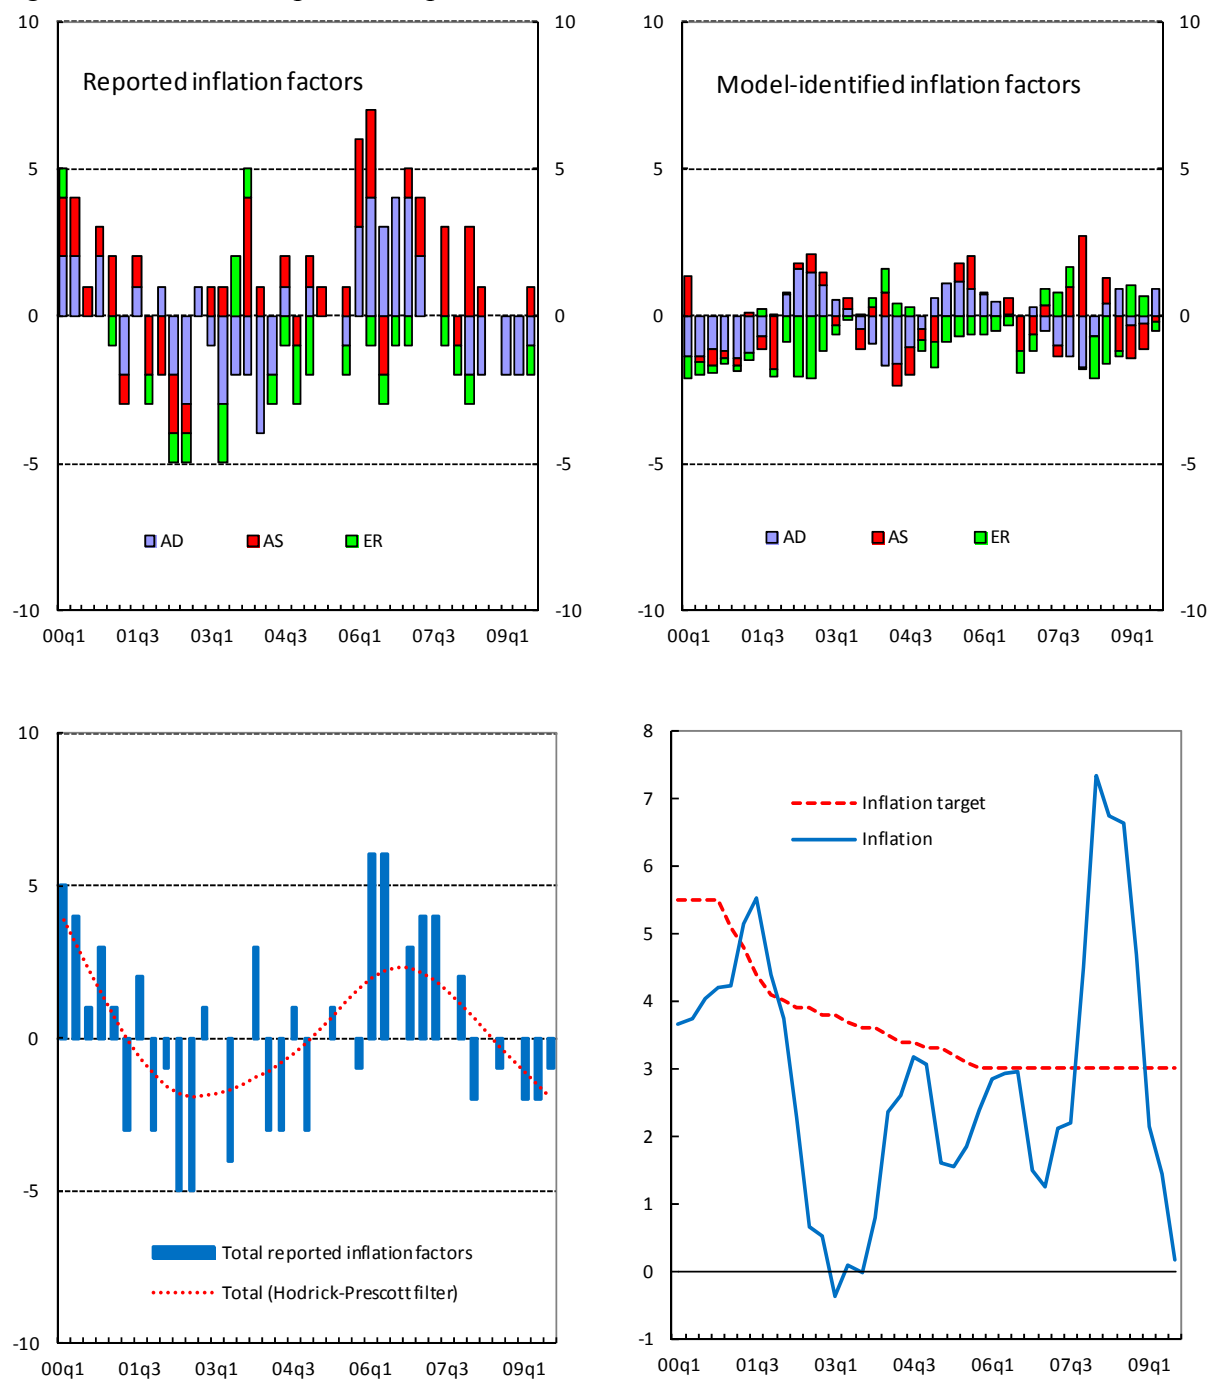 10 10 10 10
Reported inflation factors Model-identified inflation factors
5 5 5 5
0 0 0 0
-5 -5 -5 -5
AD AS ER AD AS ER
-10 -10 -10 -10
00q1 01q3 03q1 04q3 06q1 07q3 09q1 00q1 01q3 03q1 04q3 06q1 07q3 09q1
10
5
0
-5
Total reported inflation factors
Total (Hodrick-Prescott filter)
-10
00q1 01q3 03q1 04q3 06q1 07q3 09q1
8
7
Inflation target
Inflation
6
5
4
3
2
1
0
-1
00q1 01q3 03q1 04q3 06q1 07q3 09q1